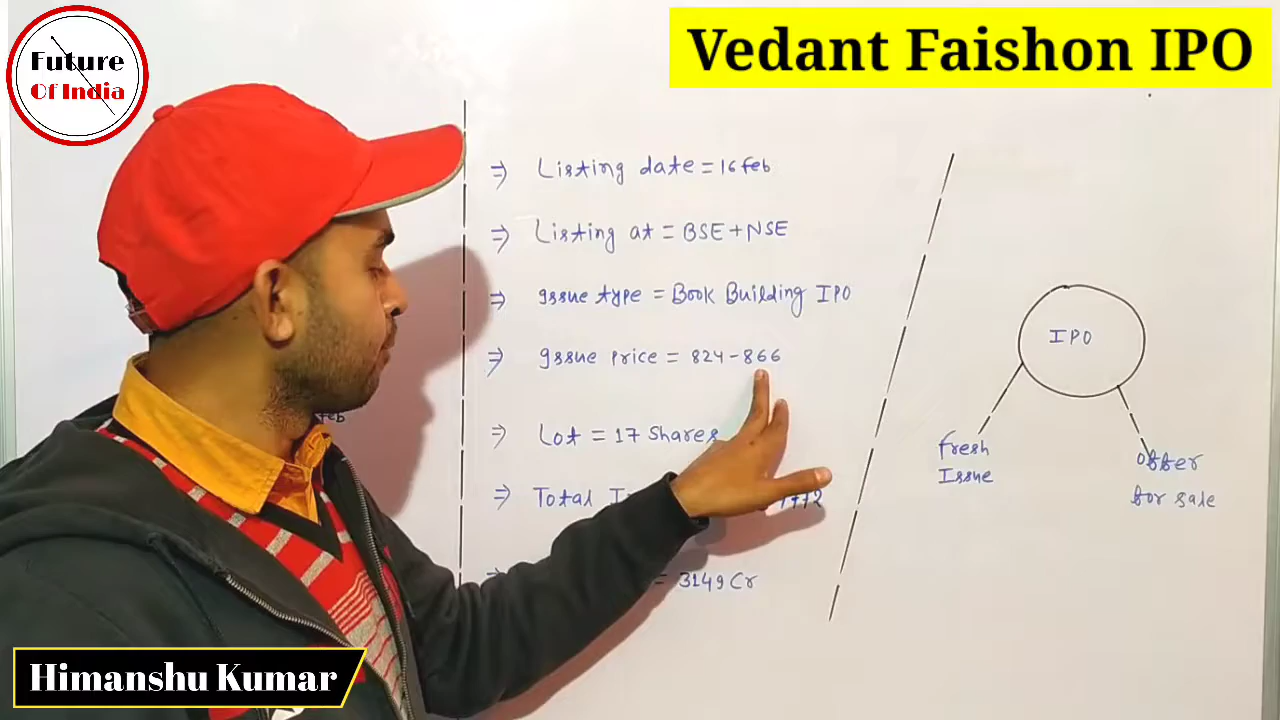 Future
Of India
Vedant Faishon IPO
⇒ Listing date = 16 feb
⇒ Listing at = BSE + NSE
⇒ Issue type = Book Building IPO
⇒ Issue Price = 824 - 866
feb
⇒ Lot = 17 Shares
⇒ Total
= 3149 Cr
IPO
Fresh
Issue
Offer
for sale
Himanshu Kumar